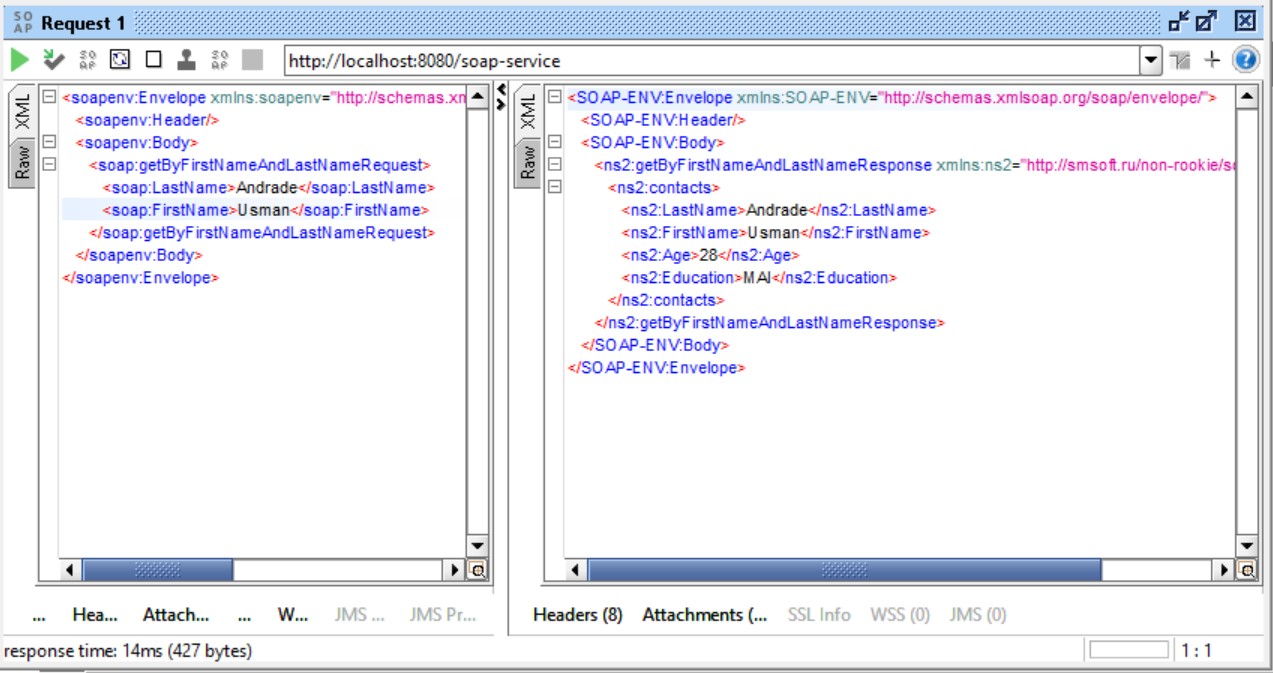 SO AP Request 1
http://localhost:8080/soap-service
XML
Raw
<soapenv:Envelope xmlns:soapenv="http://schemas.xn
<soapenv:Header/>
<soapenv:Body>
<soap:getByFirstNameAndLastNameRequest>
<soap:LastName>Andrade</soap:LastName>
<soap:FirstName>Usman</soap:FirstName>
</soap:getByFirstNameAndLastNameRequest>
</soapenv:Body>
</soapenv:Envelope>
XML
Raw
<SOAP-ENV:Envelope xmlns:SOAP-ENV="http://schemas.xmlsoap.org/soap/envelope/">
<SOAP-ENV:Header/>
<SOAP-ENV:Body>
<ns2:getByFirstNameAndLastNameResponse xmlns:ns2="http://smsoft.ru/non-rookie/so
<ns2:contacts>
<ns2:LastName>Andrade</ns2:LastName>
<ns2:FirstName>Usman</ns2:FirstName>
<ns2:Age>28</ns2:Age>
<ns2:Education>MAI</ns2:Education>
</ns2:contacts>
</ns2:getByFirstNameAndLastNameResponse>
</SOAP-ENV:Body>
</SOAP-ENV:Envelope>
... Hea... Attach... ... W... JMS ... JMS Pr...
Headers (8) Attachments (... SSL Info WSS (0) JMS (0)
response time: 14ms (427 bytes)
1 : 1